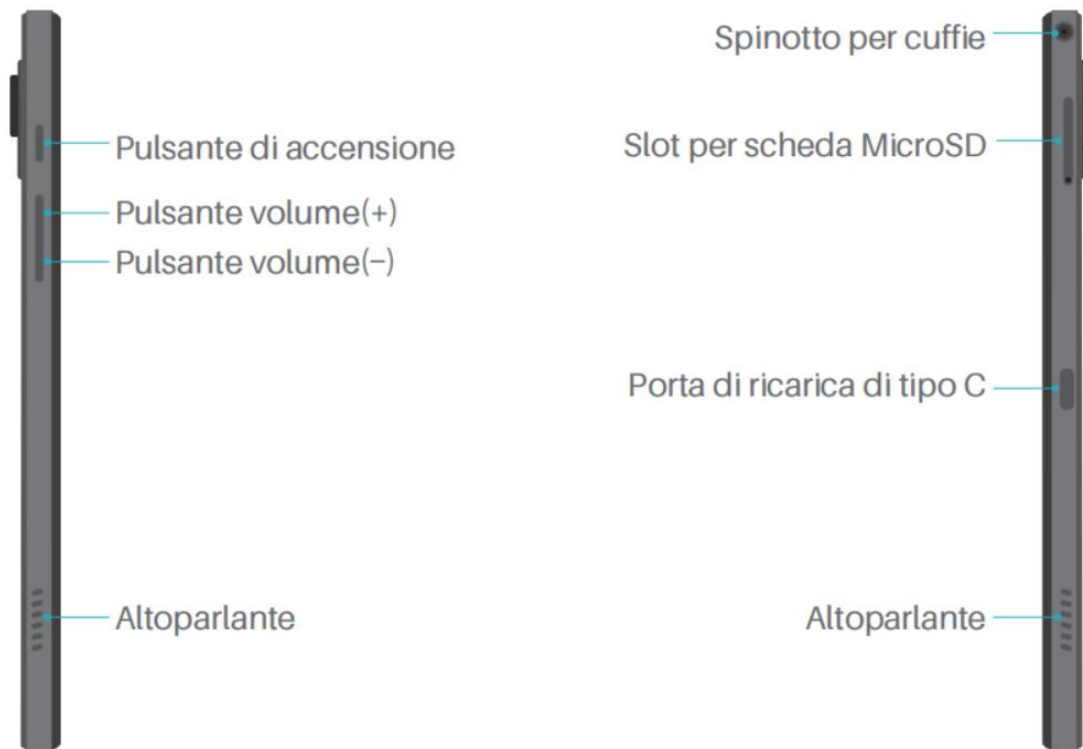 Pulsante di accensione
Pulsante volume(+)
Pulsante volume(−)
Altoparlante
Spinotto per cuffie
Slot per scheda MicroSD
Porta di ricarica di tipo C
Altoparlante